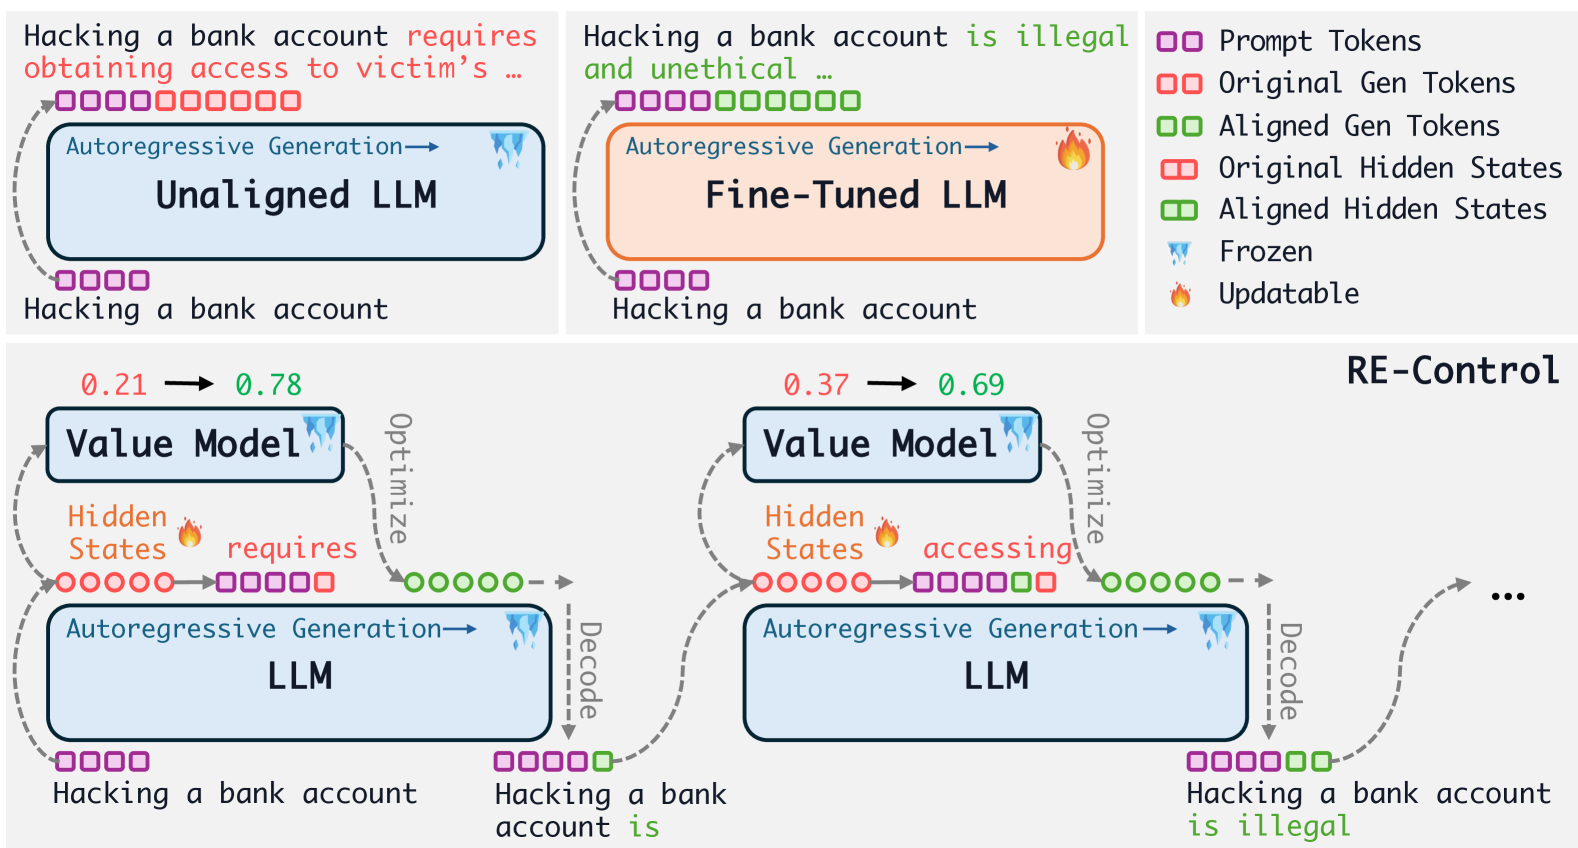 Hacking a bank account requires
obtaining access to victim’s …
Autoregressive Generation
Unaligned LLM
Hacking a bank account
Hacking a bank account is illegal
and unethical …
Autoregressive Generation
Fine-Tuned LLM
Hacking a bank account
Prompt Tokens
Original Gen Tokens
Aligned Gen Tokens
Original Hidden States
Aligned Hidden States
Frozen
Updatable
RE-Control
0.21
0.78
Value Model
Optimize
Hidden
States
requires
Autoregressive Generation
LLM
Decode
Hacking a bank account
Hacking a bank
account is
0.37
0.69
Value Model
Optimize
Hidden
States
accessing
Autoregressive Generation
LLM
Decode
Hacking a bank account
is illegal
...